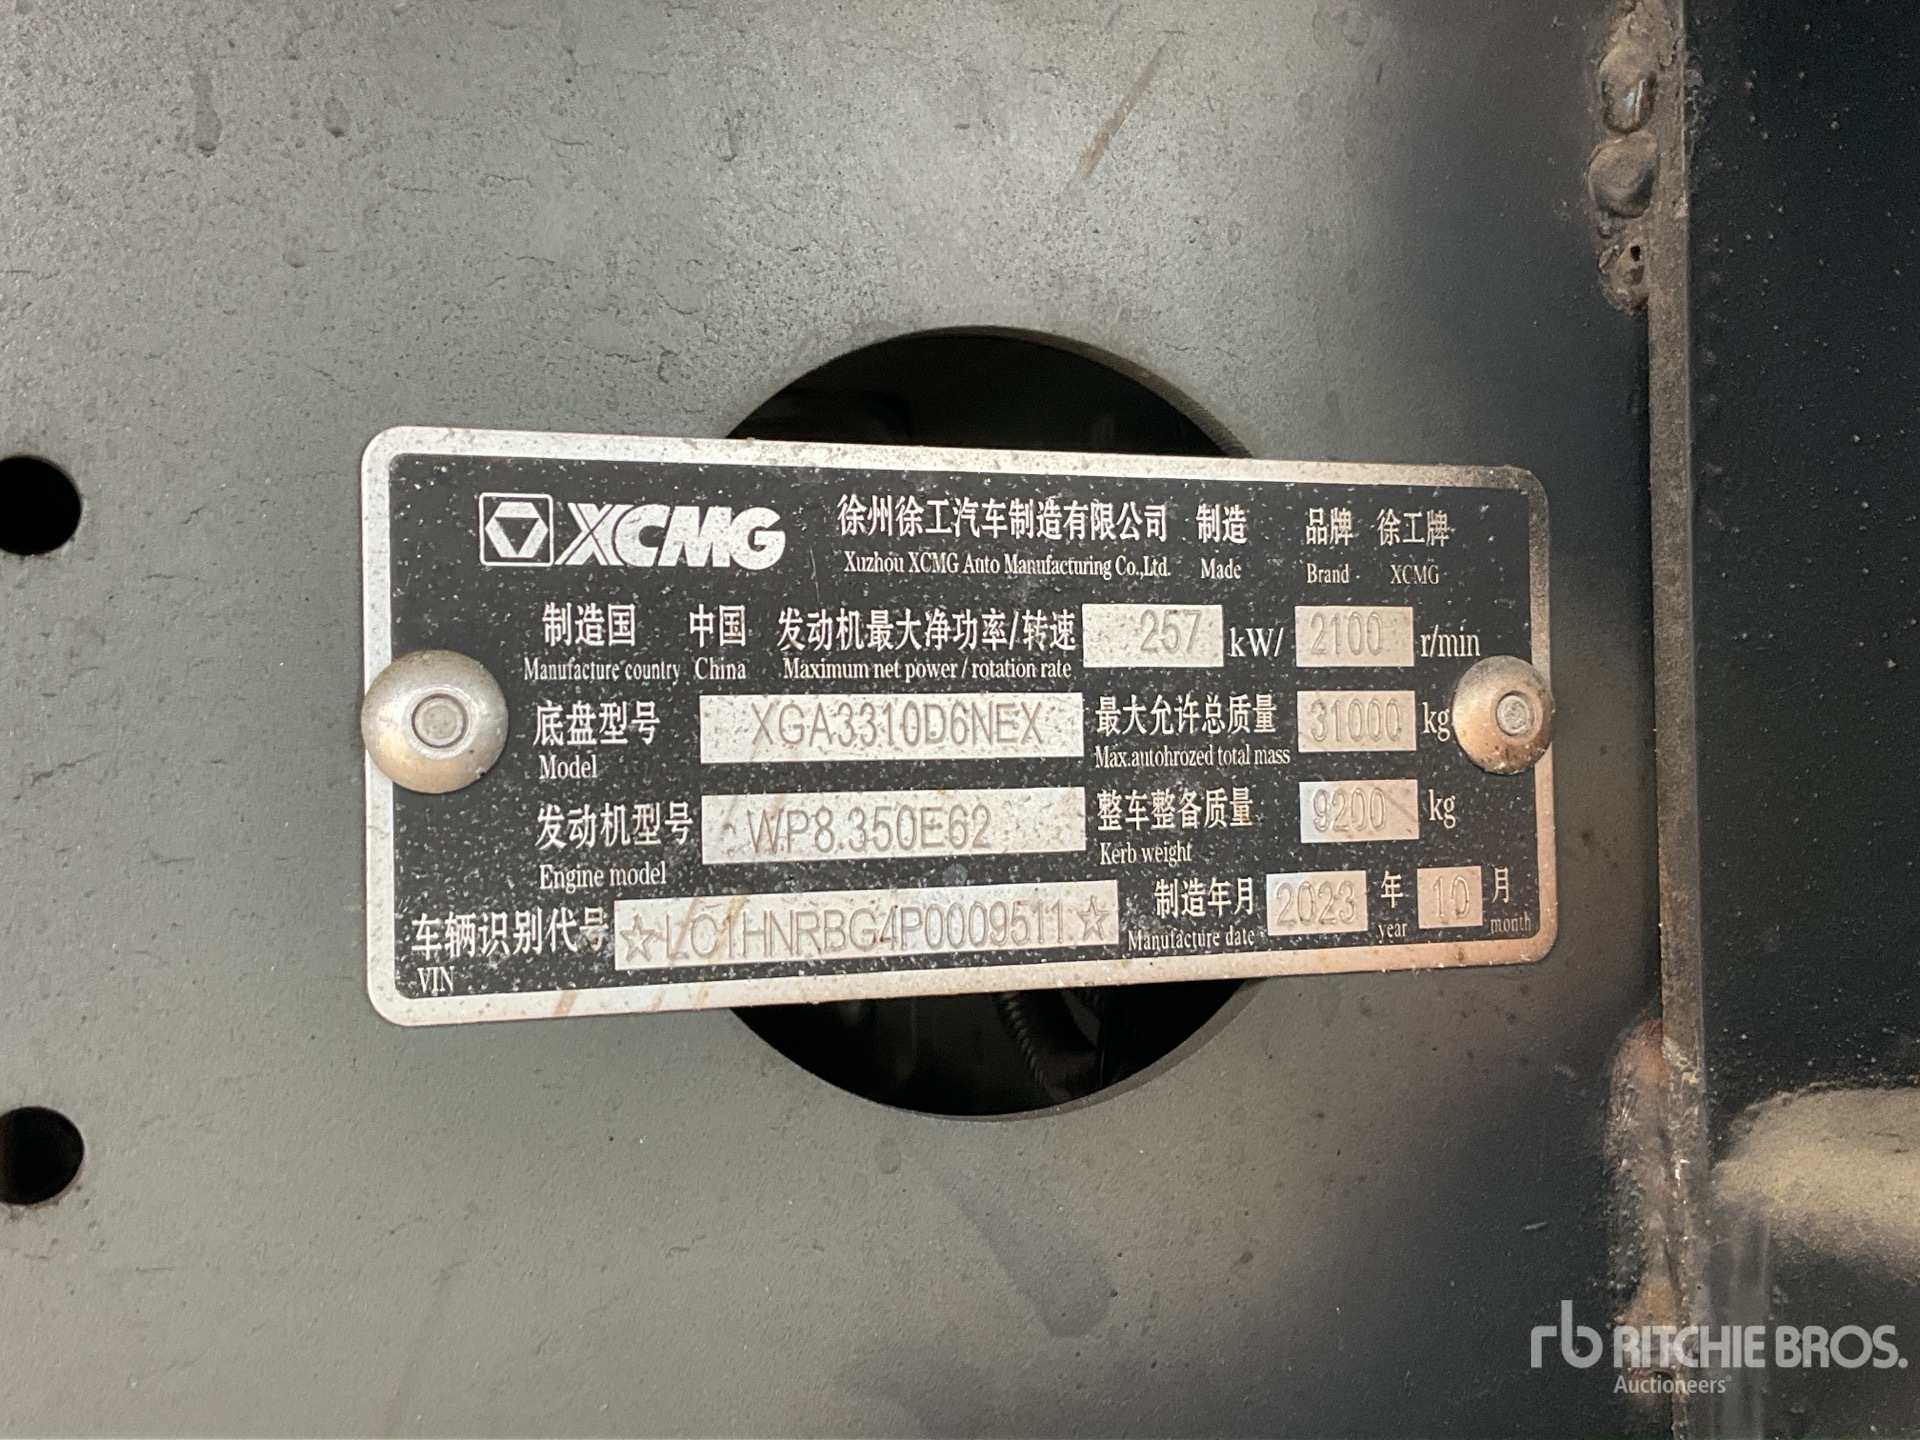 XCMG 徐州徐工汽车制造有限公司 制造 品牌 徐工牌
Xuzhou XCMG Auto Manufacturing Co.,Ltd. Made Brand XCMG
制造国 中国 发动机最大净功率/转速 257 kW/ 2100 r/min
Manufacture country China Maximum net power / rotation rate
底盘型号 XGA3310D6NEX 最大允许总质量 31000 kg
Model Max.autohrozed total mass
发动机型号 WP8.350E62 整车整备质量 9200 kg
Engine model Kerb weight
车辆识别代号 ☆LC1HNRBG4P0009511☆ 制造年月 2023 年 10 月
VIN Manufacture date year month
rb RITCHIE BROS.
Auctioneers